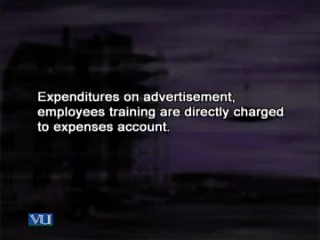 Expenditures on advertisement,
employees training are directly charged
to expenses account.
VU